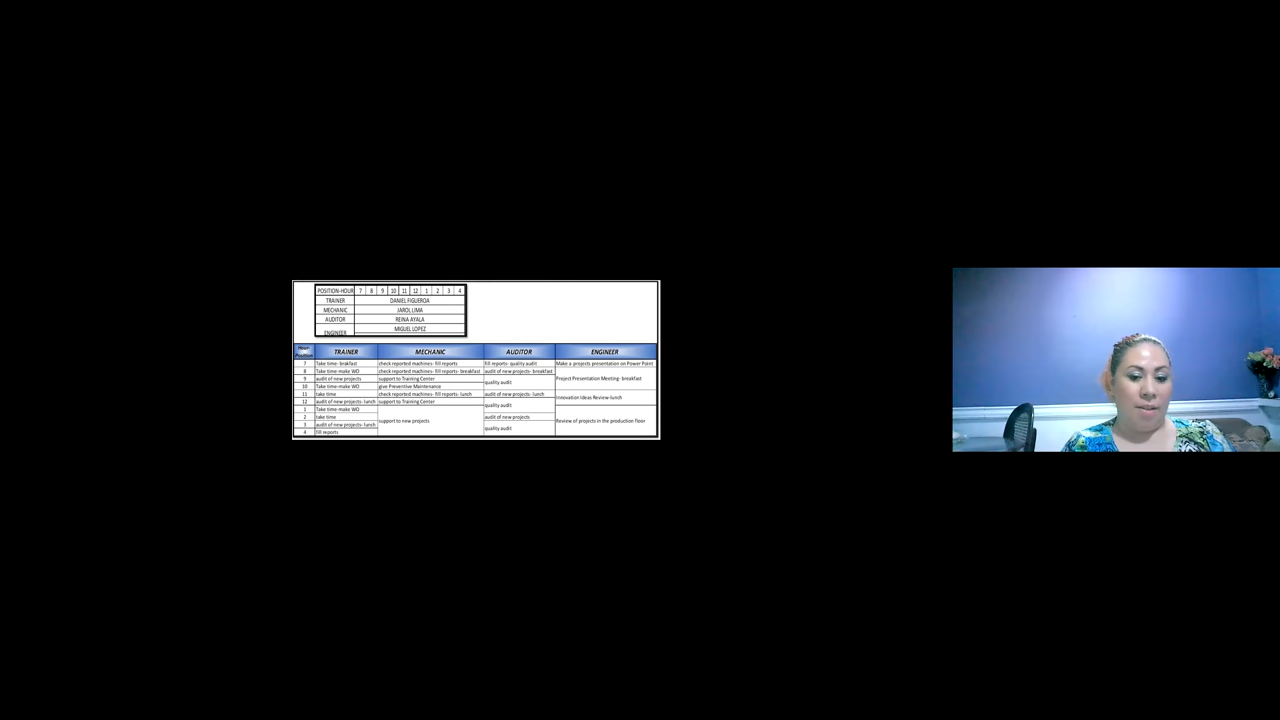 POSITION-HOUR 7 8 9 10 11 12 1 2 3 4
TRAINER DANIEL FIGUEROA
MECHANIC JAROL LIMA
AUDITOR REINA AYALA
ENGINEER MIGUEL LOPEZ
Hour- Position TRAINER MECHANIC AUDITOR ENGINEER
7 Take time- brakfast check reported machines- fill reports fill reports- quality audit Make a projects presentation on Power Point
8 Take time-make WO check reported machines- fill reports- breakfast audit of new projects- breakfast Project Presentation Meeting- breakfast
9 audit of new projects support to Training Center quality audit
10 Take time-make WO give Preventive Maintenance
11 take time check reported machines- fill reports- lunch audit of new projects- lunch Innovation Ideas Review-lunch
12 audit of new projects- lunch support to Training Center quality audit
1 Take time-make WO support to new projects Review of projects in the production floor
2 take time audit of new projects
3 audit of new projects- lunch quality audit
4 fill reports